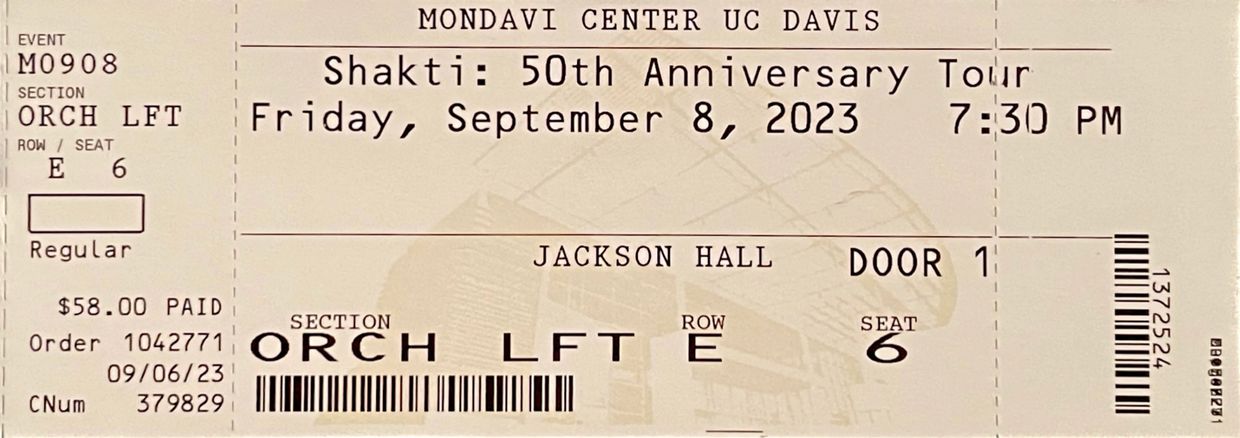 EVENT
M0908
SECTION
ORCH LFT
ROW / SEAT
E 6
Regular
$58.00 PAID
Order 1042771
09/06/23
CNum 379829
MONDAVI CENTER UC DAVIS
Shakti: 50th Anniversary Tour
Friday, September 8, 2023 7:30 PM
JACKSON HALL DOOR 1
SECTION ROW SEAT
ORCH LFT E 6
1372524